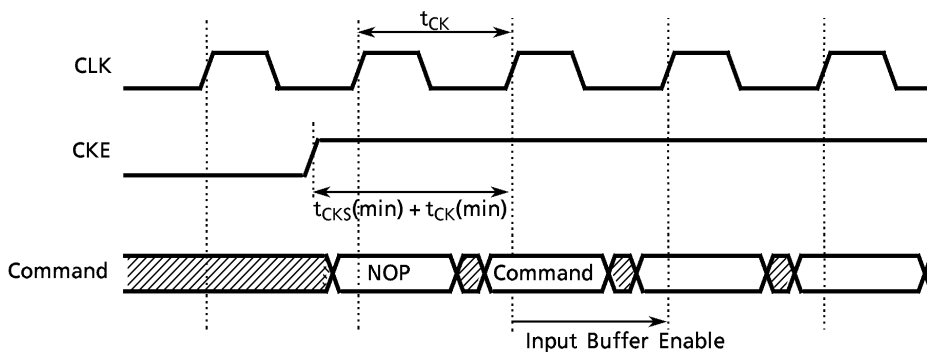 tCK
CLK
CKE
tCKS(min) + tCK(min)
Command NOP Command
Input Buffer Enable